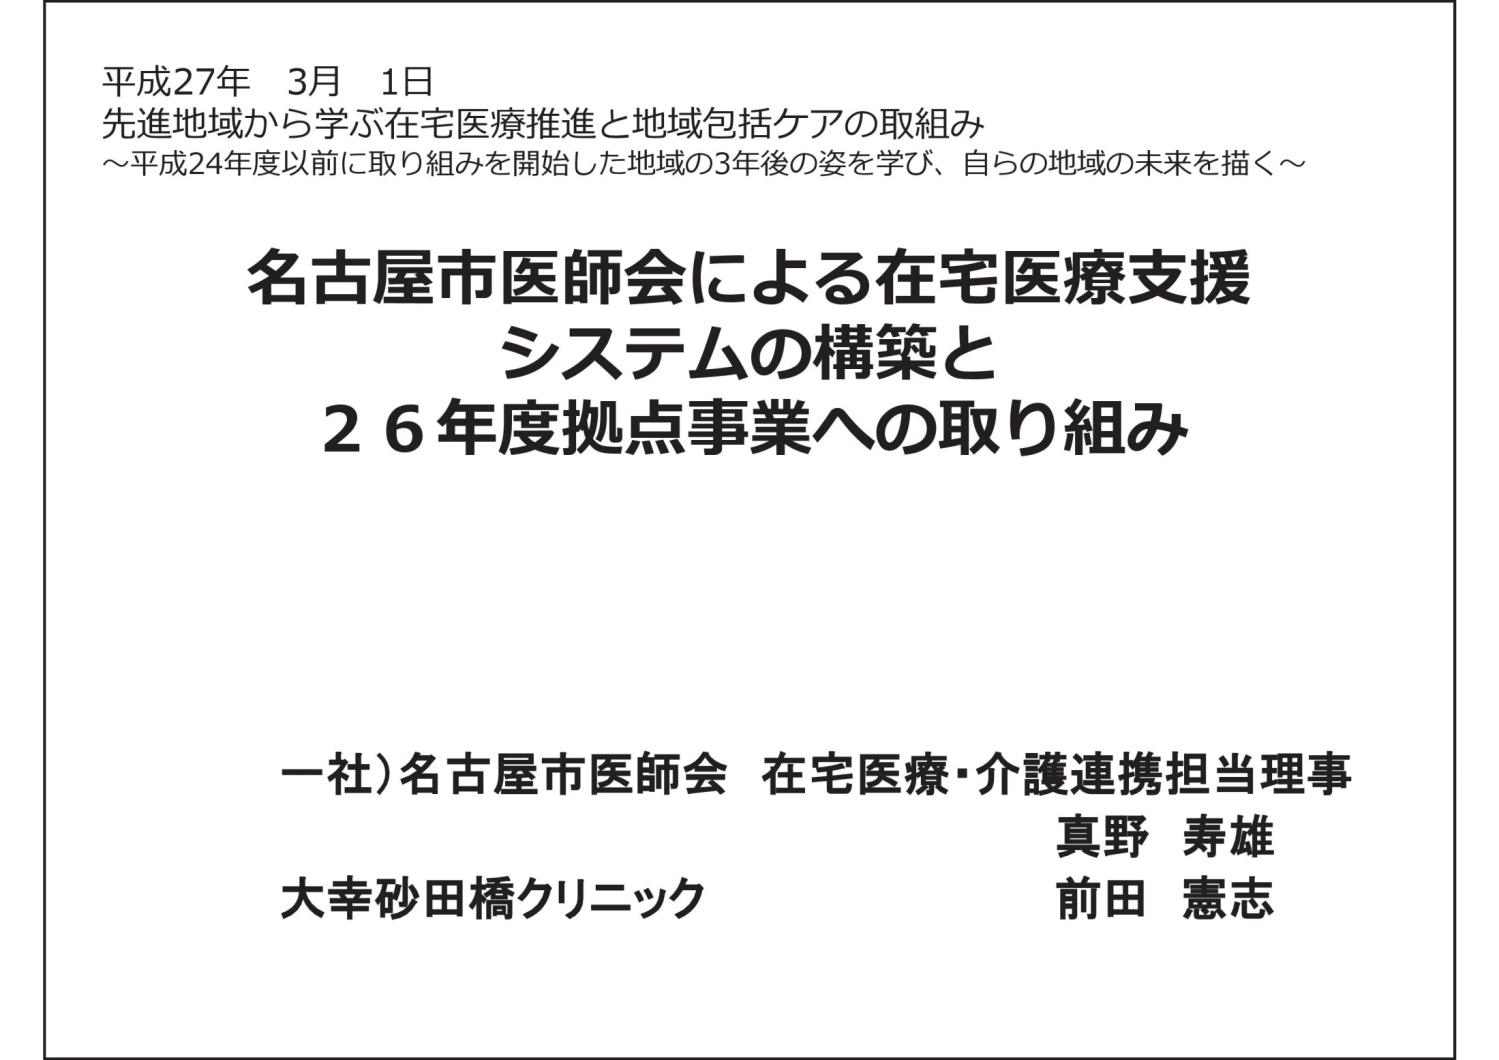 平成27年　3月　1日
先進地域から学ぶ在宅医療推進と地域包括ケアの取組み
～平成24年度以前に取り組みを開始した地域の3年後の姿を学び、自らの地域の未来を描く～
名古屋市医師会による在宅医療支援
システムの構築と
２６年度拠点事業への取り組み
一社）名古屋市医師会　在宅医療・介護連携担当理事
真野　寿雄
大幸砂田橋クリニック　前田　憲志